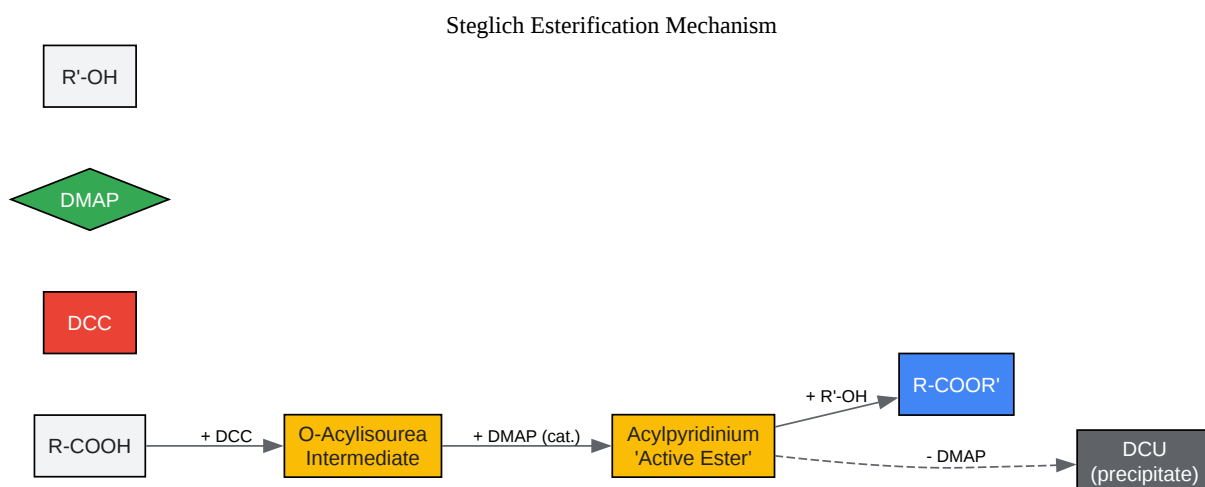 Steglich Esterification Mechanism
R'-OH
DMAP
DCC
R-COOH
+ DCC
O-Acylisourea
Intermediate
+ DMAP (cat.)
Acylpyridinium
'Active Ester'
+ R'-OH
R-COOR'
- DMAP
DCU
(precipitate)